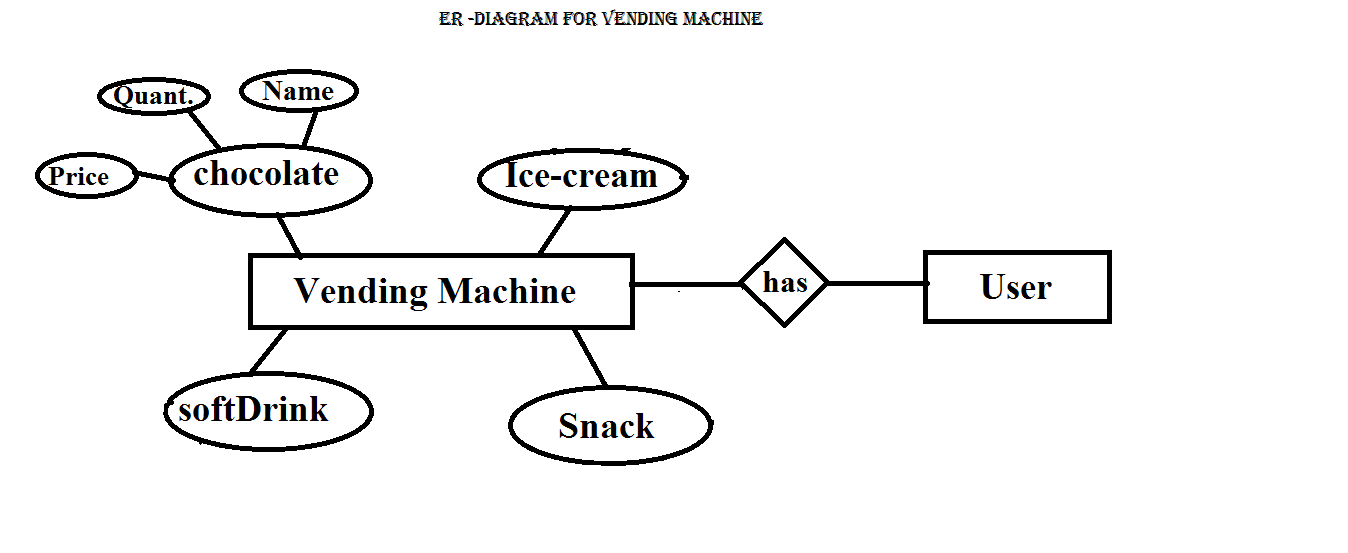 ER -DIAGRAM FOR VENDING MACHINE
Quant.
Name
Price
chocolate
Ice-cream
Vending Machine
has
User
softDrink
Snack